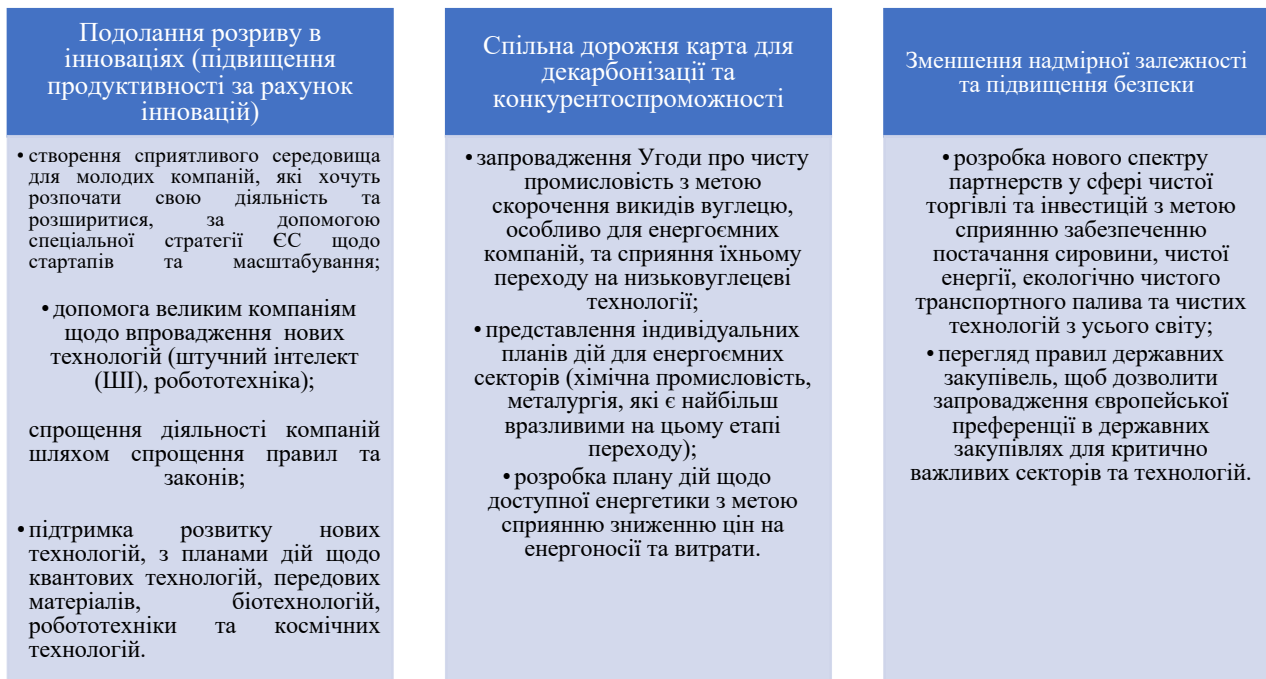 Подолання розриву в
інноваціях (підвищення
продуктивності за рахунок
інновацій)
• створення сприятливого середовища
для молодих компаній, які хочуть
розпочати свою діяльність та
розширитися, за допомогою
спеціальної стратегії ЄС щодо
стартапів та масштабування;
• допомога великим компаніям
щодо впровадження нових
технологій (штучний інтелект
(ШІ), робототехніка);
спрощення діяльності компаній
шляхом спрощення правил та
законів;
• підтримка розвитку нових
технологій, з планами дій щодо
квантових технологій, передових
матеріалів, біотехнологій,
робототехніки та космічних
технологій.
Спільна дорожня карта для
декарбонізації та
конкурентоспроможності
• запровадження Угоди про чисту
промисловість з метою
скорочення викидів вуглецю,
особливо для енергоємних
компаній, та сприяння їхньому
переходу на низьковуглецеві
технології;
• представлення індивідуальних
планів дій для енергоємних
секторів (хімічна промисловість,
металургія, які є найбільш
вразливими на цьому етапі
переходу);
• розробка плану дій щодо
доступної енергетики з метою
сприянню зниженню цін на
енергоносії та витрати.
Зменшення надмірної залежності
та підвищення безпеки
• розробка нового спектру
партнерств у сфері чистої
торгівлі та інвестицій з метою
сприянню забезпеченню
постачання сировини, чистої
енергії, екологічно чистого
транспортного палива та чистих
технологій з усього світу;
• перегляд правил державних
закупівель, щоб дозволити
запровадження європейської
преференції в державних
закупівлях для критично
важливих секторів та технологій.